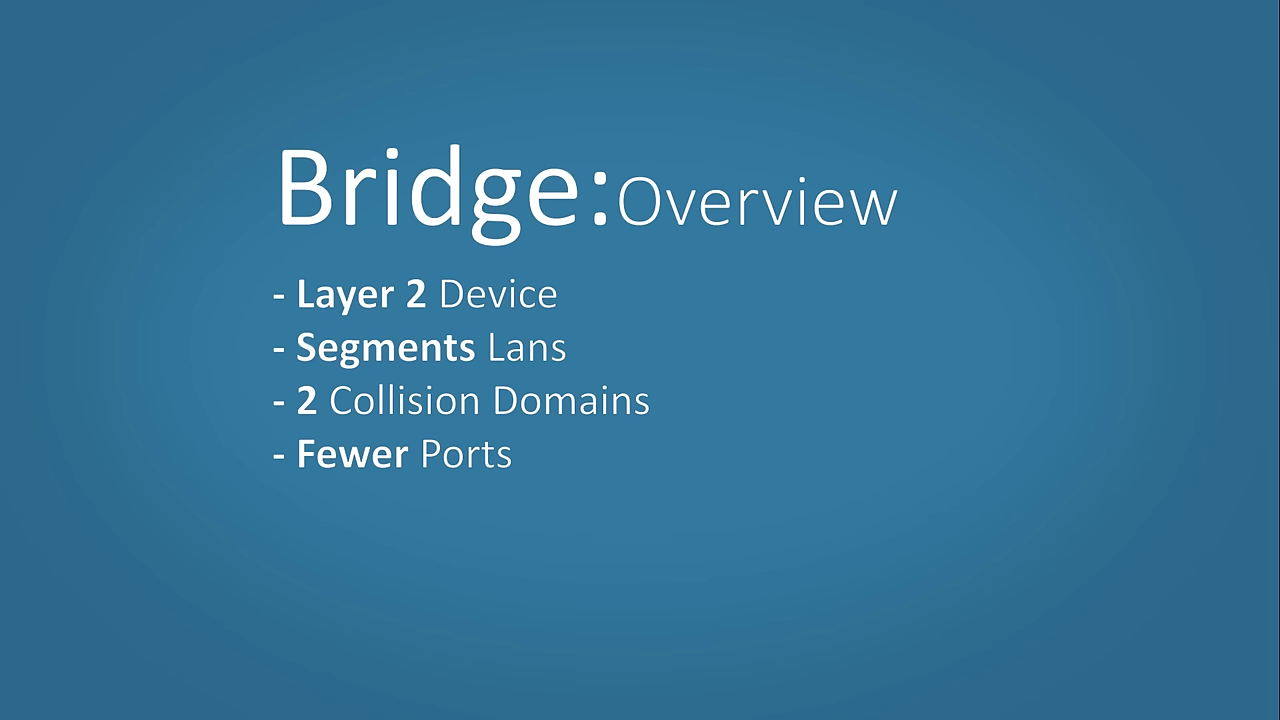 Bridge:Overview
- Layer 2 Device
- Segments Lans
- 2 Collision Domains
- Fewer Ports